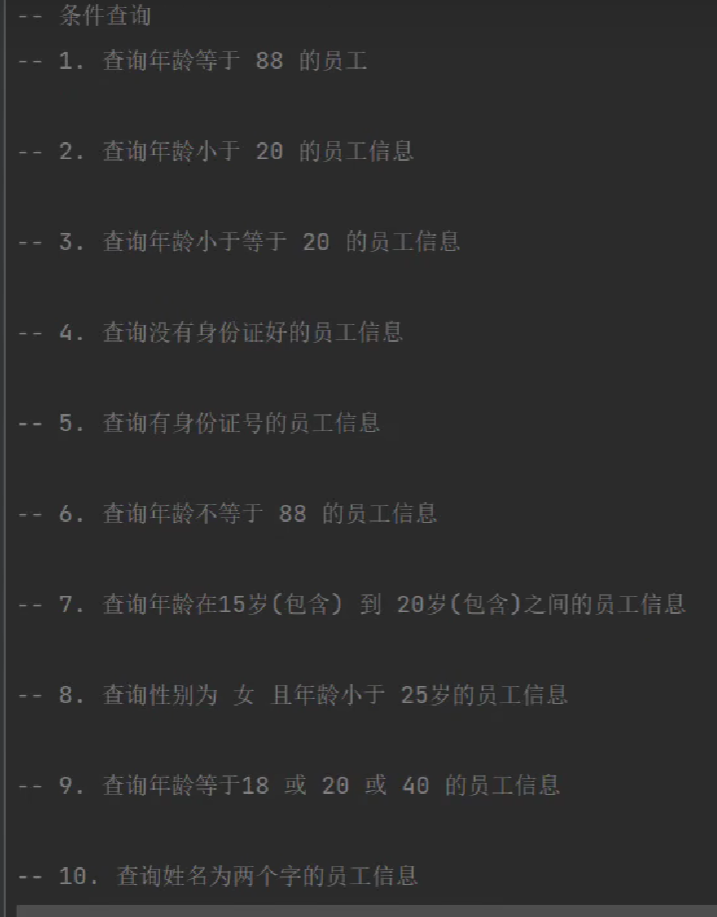 -- 条件查询
-- 1. 查询年龄等于 88 的员工
-- 2. 查询年龄小于 20 的员工信息
-- 3. 查询年龄小于等于 20 的员工信息
-- 4. 查询没有身份证好的员工信息
-- 5. 查询有身份证号的员工信息
-- 6. 查询年龄不等于 88 的员工信息
-- 7. 查询年龄在15岁(包含) 到 20岁(包含)之间的员工信息
-- 8. 查询性别为 女 且年龄小于 25岁的员工信息
-- 9. 查询年龄等于18 或 20 或 40 的员工信息
-- 10. 查询姓名为两个字的员工信息